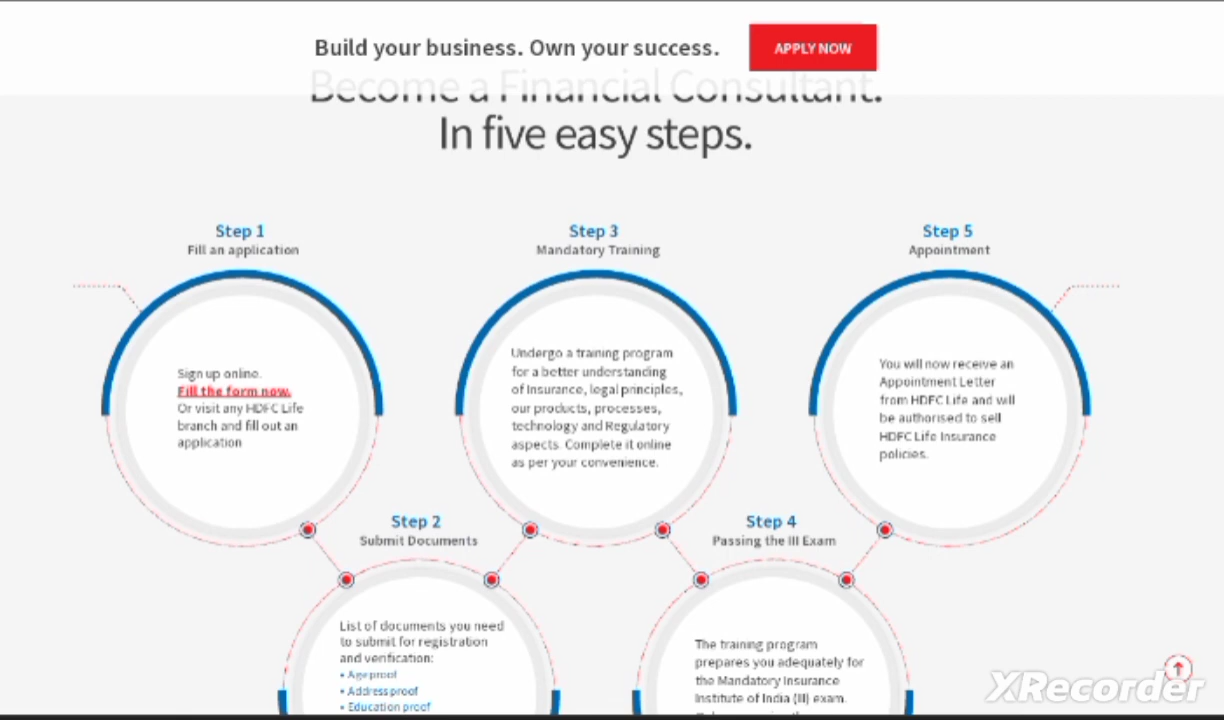 Build your business. Own your success.
APPLY NOW
Become a Financial Consultant.
In five easy steps.
Step 1
Fill an application
Sign up online.
Fill the form now.
Or visit any HDFC Life
branch and fill out an
application
Step 2
Submit Documents
List of documents you need
to submit for registration
and verification:
• Age proof
• Address proof
• Education proof
Step 3
Mandatory Training
Undergo a training program
for a better understanding
of Insurance, legal principles,
our products, processes,
technology and Regulatory
aspects. Complete it online
as per your convenience.
Step 4
Passing the III Exam
The training program
prepares you adequately for
the Mandatory Insurance
Institute of India (III) exam.
Step 5
Appointment
You will now receive an
Appointment Letter
from HDFC Life and will
be authorised to sell
HDFC Life Insurance
policies.
XRecorder